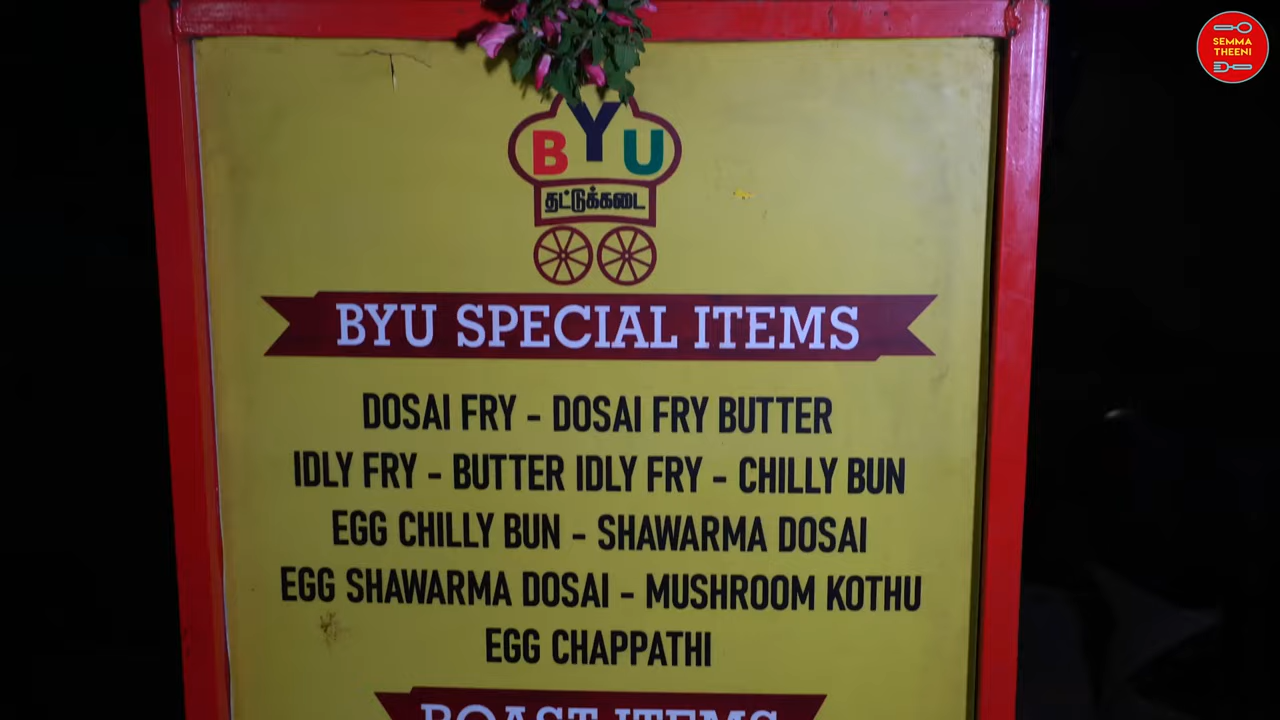 SEMMA
THEENI
BYU
தட்டுக்கடை
BYU SPECIAL ITEMS
DOSAI FRY - DOSAI FRY BUTTER
IDLY FRY - BUTTER IDLY FRY - CHILLY BUN
EGG CHILLY BUN - SHAWARMA DOSAI
EGG SHAWARMA DOSAI - MUSHROOM KOTHU
EGG CHAPPATHI
ROAST ITEMS